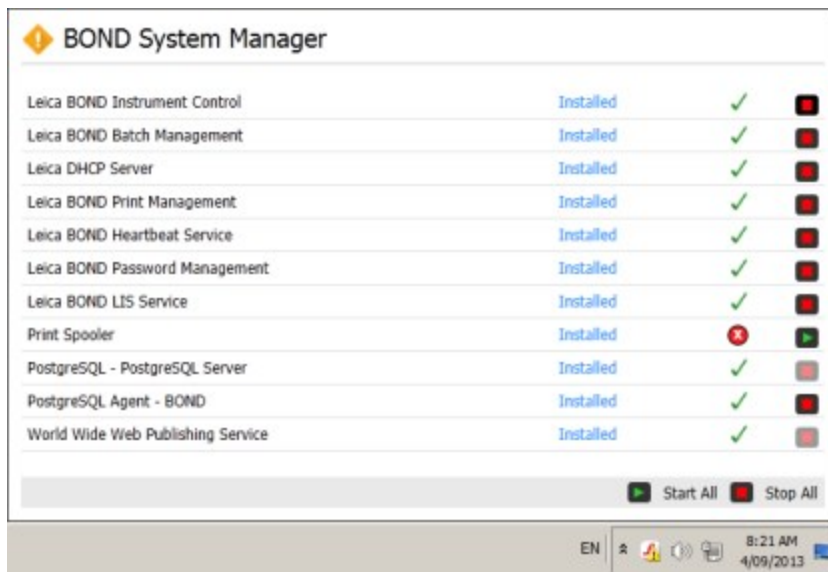 BOND System Manager
Leica BOND Instrument Control Installed
Leica BOND Batch Management Installed
Leica DHCP Server Installed
Leica BOND Print Management Installed
Leica BOND Heartbeat Service Installed
Leica BOND Password Management Installed
Leica BOND LIS Service Installed
Print Spooler Installed
PostgreSQL - PostgreSQL Server Installed
PostgreSQL Agent - BOND Installed
World Wide Web Publishing Service Installed
Start All Stop All
EN 8:21 AM
4/09/2013